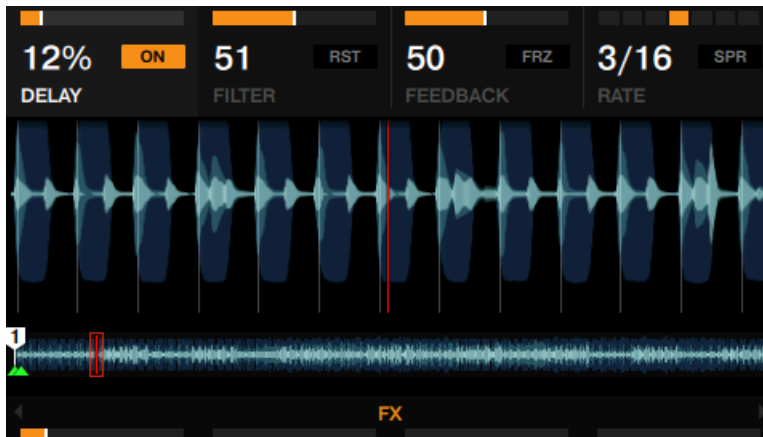 12% ON 51 RST 50 FRZ 3/16 SPR
DELAY FILTER FEEDBACK RATE
1
FX